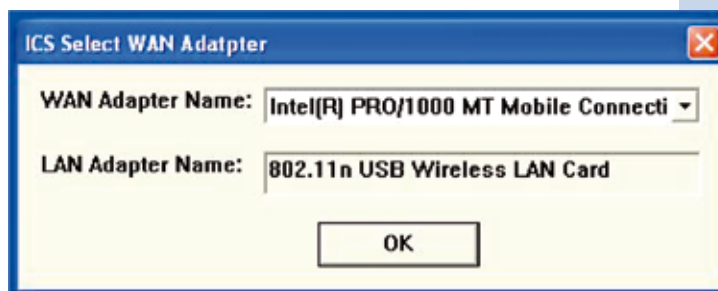 ICS Select WAN Adatpter
WAN Adapter Name: Intel(R) PRO/1000 MT Mobile Connecti
LAN Adapter Name: 802.11n USB Wireless LAN Card
OK